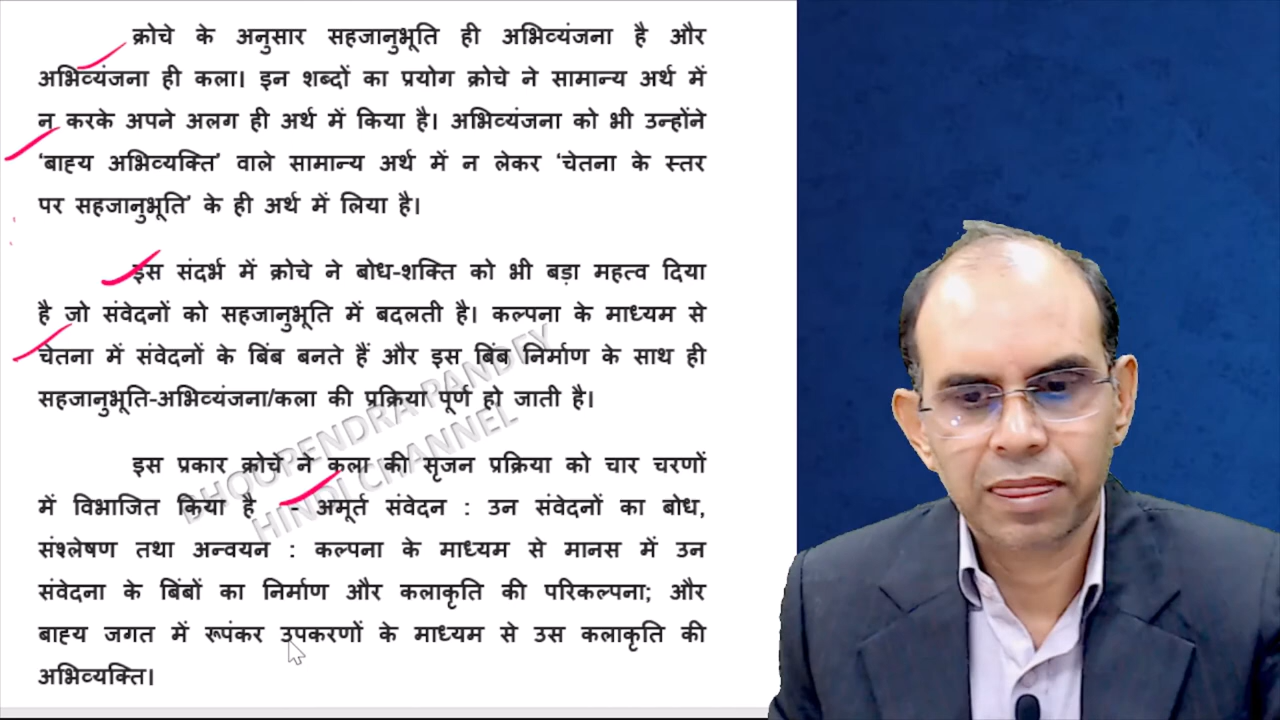 क्रोचे के अनुसार सहजानुभूति ही अभिव्यंजना है और
अभिव्यंजना ही कला। इन शब्दों का प्रयोग क्रोचे ने सामान्य अर्थ में
न करके अपने अलग ही अर्थ में किया है। अभिव्यंजना को भी उन्होंने
‘बाह्य अभिव्यक्ति’ वाले सामान्य अर्थ में न लेकर ‘चेतना के स्तर
पर सहजानुभूति’ के ही अर्थ में लिया है।
इस संदर्भ में क्रोचे ने बोध-शक्ति को भी बड़ा महत्व दिया
है जो संवेदनों को सहजानुभूति में बदलती है। कल्पना के माध्यम से
चेतना में संवेदनों के बिंब बनते हैं और इस बिंब निर्माण के साथ ही
सहजानुभूति-अभिव्यंजना/कला की प्रक्रिया पूर्ण हो जाती है।
इस प्रकार क्रोचे ने कला की सृजन प्रक्रिया को चार चरणों
में विभाजित किया है - अमूर्त संवेदन : उन संवेदनों का बोध,
संश्लेषण तथा अन्वयन : कल्पना के माध्यम से मानस में उन
संवेदना के बिंबों का निर्माण और कलाकृति की परिकल्पना; और
बाह्य जगत में रूपंकर उपकरणों के माध्यम से उस कलाकृति की
अभिव्यक्ति।
BHOOPENDRA PANDEY
HINDI CHANNEL